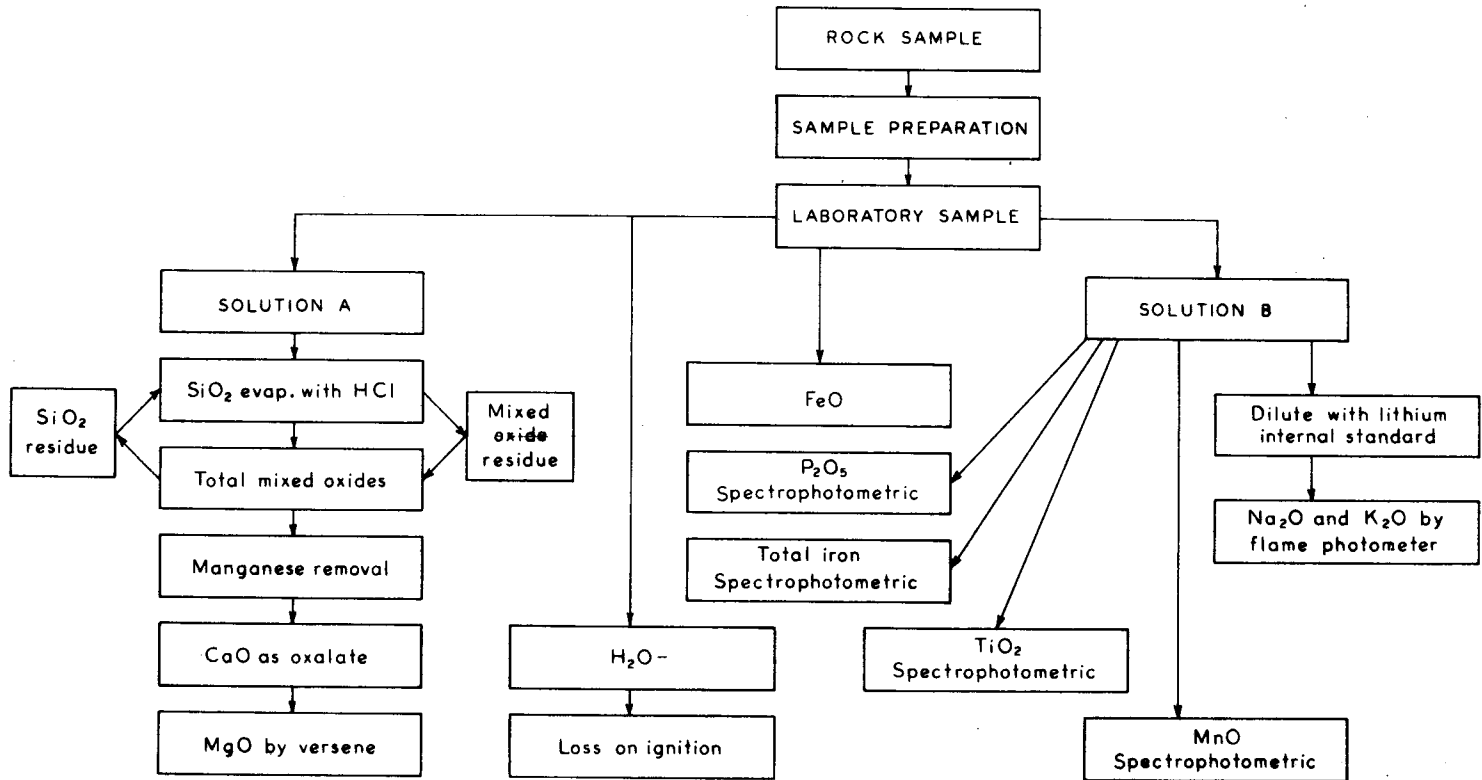 ROCK SAMPLE
SAMPLE PREPARATION
LABORATORY SAMPLE
SOLUTION A
SiO₂ evap. with HCl
SiO₂
residue
Mixed
oxide
residue
Total mixed oxides
Manganese removal
CaO as oxalate
MgO by versene
H₂O –
Loss on ignition
FeO
SOLUTION B
P₂O₅
Spectrophotometric
Total iron
Spectrophotometric
TiO₂
Spectrophotometric
MnO
Spectrophotometric
Dilute with lithium
internal standard
Na₂O and K₂O by
flame photometer